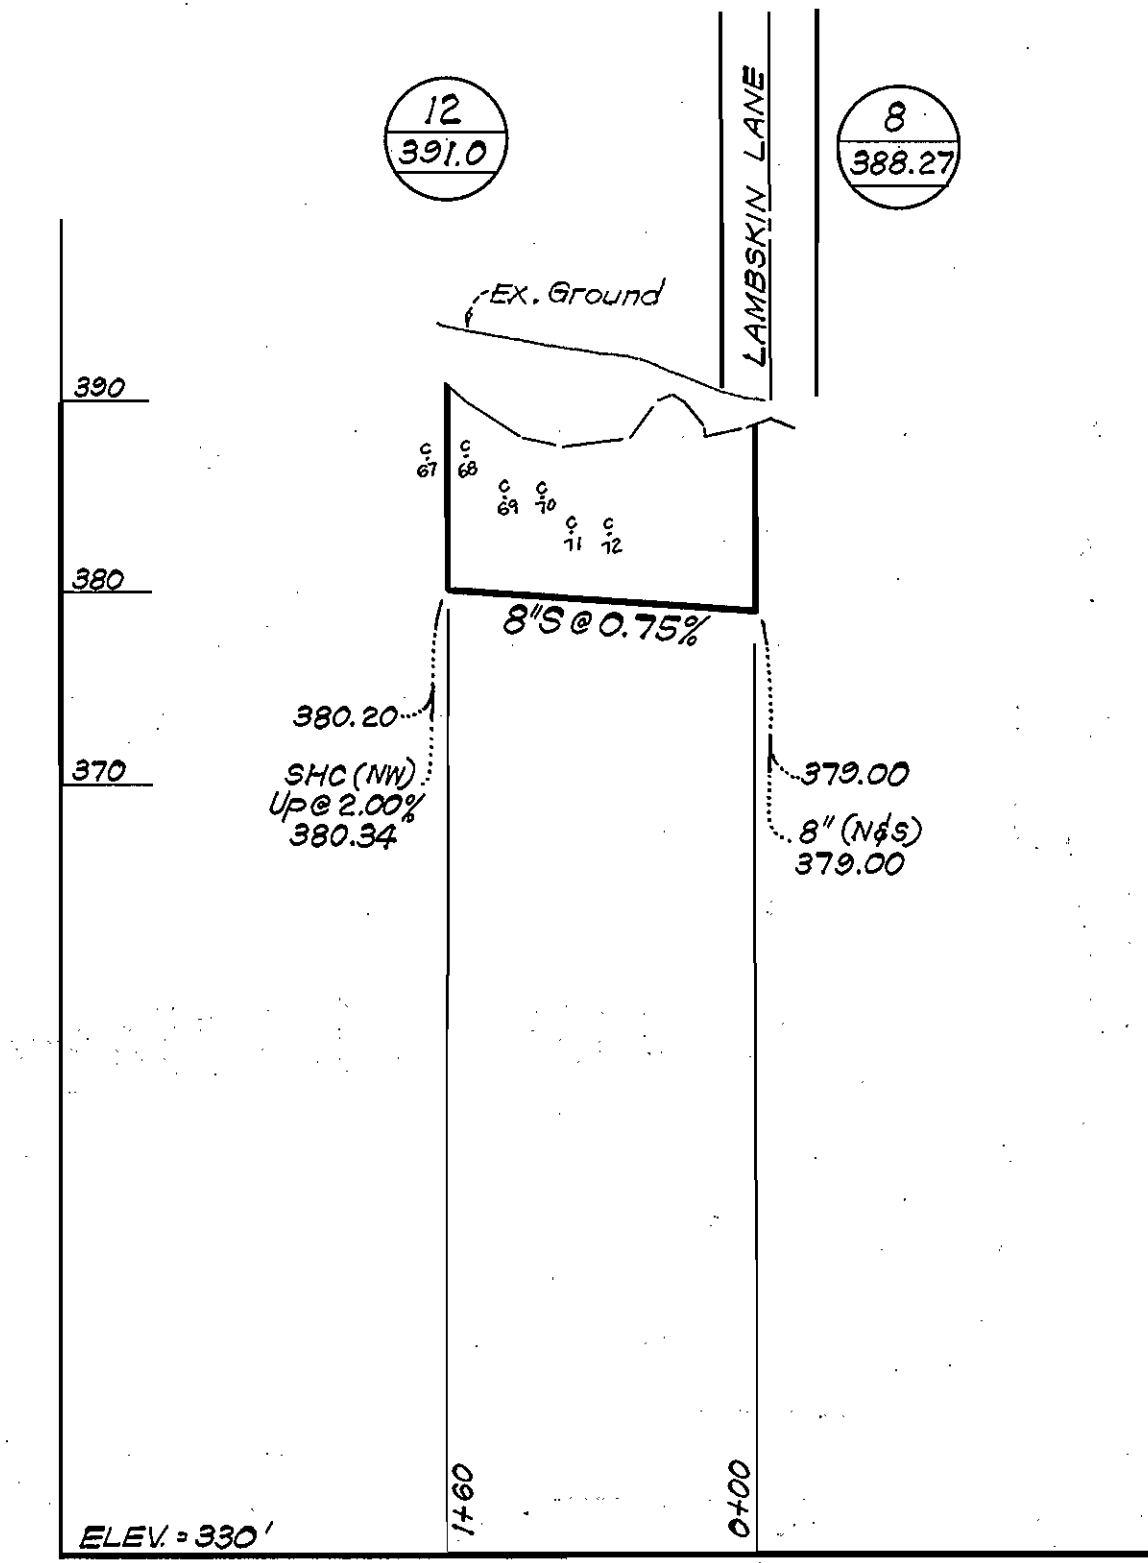 12
391.0
LAMBSKIN LANE
8
388.27
EX. Ground
390
C
67
C
68
C
69
C
70
C
71
C
72
380
8"S @ 0.75%
380.20
370
SHC (NW)
Up @ 2.00%
380.34
379.00
8" (N&S)
379.00
1+60
0+00
ELEV. = 330'